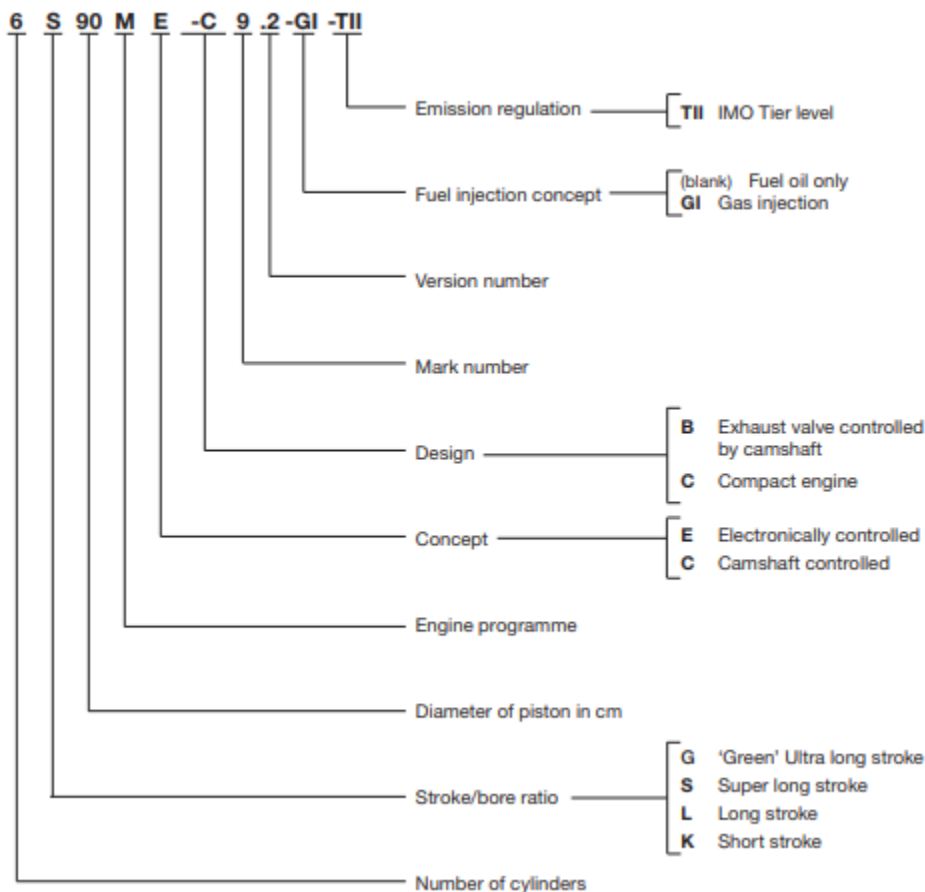 6 S 90 M E -C 9 .2 -GI -TII
Emission regulation
TII IMO Tier level
Fuel injection concept
(blank) Fuel oil only
GI Gas injection
Version number
Mark number
Design
B Exhaust valve controlled
by camshaft
C Compact engine
Concept
E Electronically controlled
C Camshaft controlled
Engine programme
Diameter of piston in cm
Stroke/bore ratio
G ‘Green’ Ultra long stroke
S Super long stroke
L Long stroke
K Short stroke
Number of cylinders